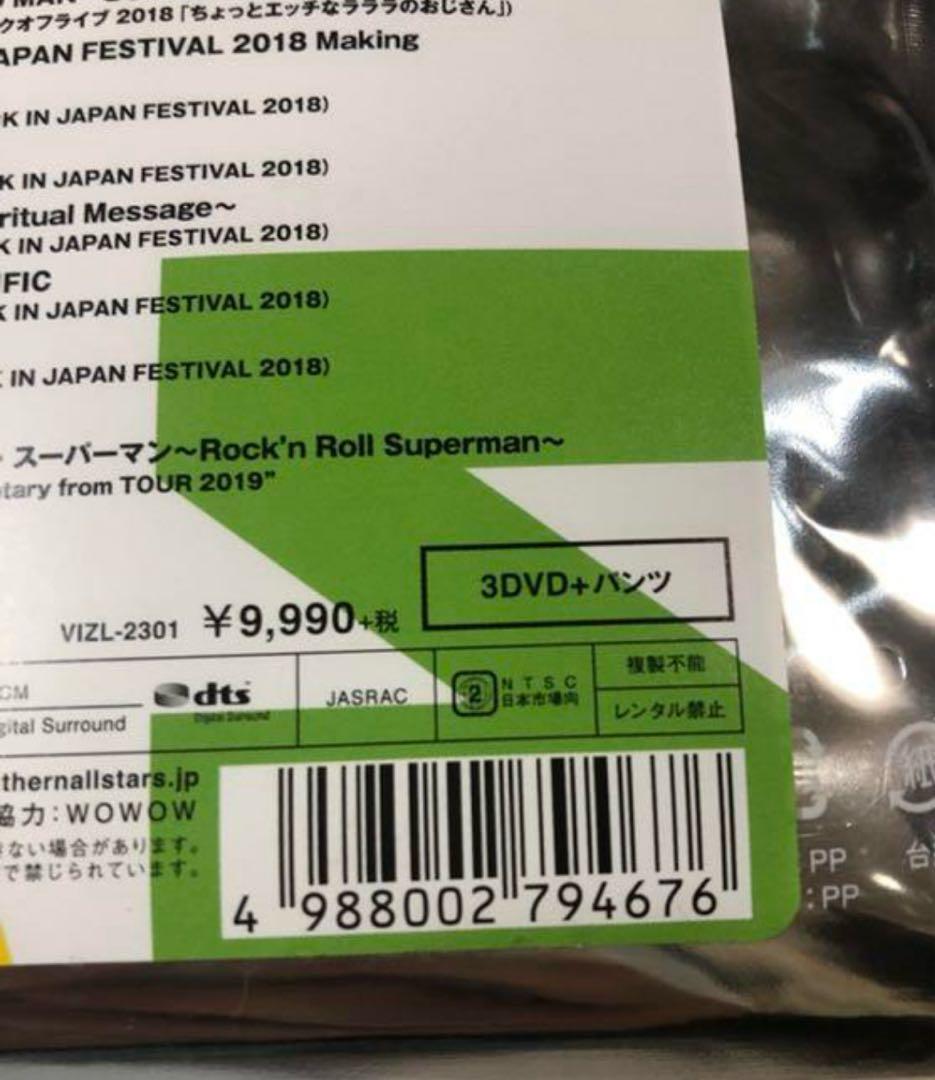 クオフライブ 2018「ちょっとエッチなラララのおじさん」)
APAN FESTIVAL 2018 Making
K IN JAPAN FESTIVAL 2018)
K IN JAPAN FESTIVAL 2018)
ritual Message～
K IN JAPAN FESTIVAL 2018)
FIC
K IN JAPAN FESTIVAL 2018)
IN JAPAN FESTIVAL 2018)
スーパーマン～Rock'n Roll Superman～
tary from TOUR 2019"
3DVD+パンツ
VIZL-2301 ¥9,990+税
CM
gital Surround
dts
Digital Surround
JASRAC
2
NTSC
日本市場向
複製不能
レンタル禁止
thernallstars.jp
協力:WOWOW
ない場合があります。
で禁じられています。
4 988002 794676
PP
:PP
台